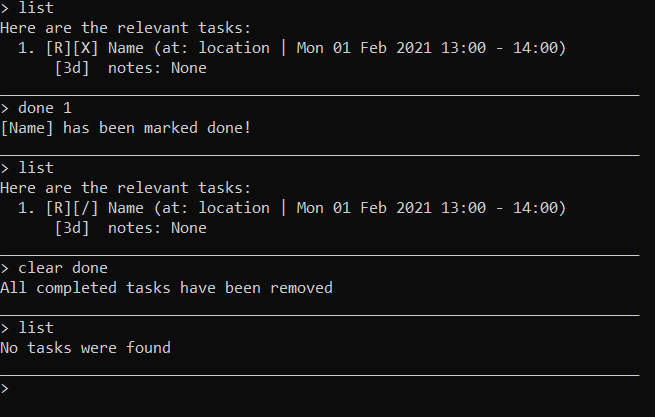 > list
Here are the relevant tasks:
1. [R][X] Name (at: location | Mon 01 Feb 2021 13:00 - 14:00)
[3d] notes: None
> done 1
[Name] has been marked done!
> list
Here are the relevant tasks:
1. [R][/] Name (at: location | Mon 01 Feb 2021 13:00 - 14:00)
[3d] notes: None
> clear done
All completed tasks have been removed
> list
No tasks were found
>